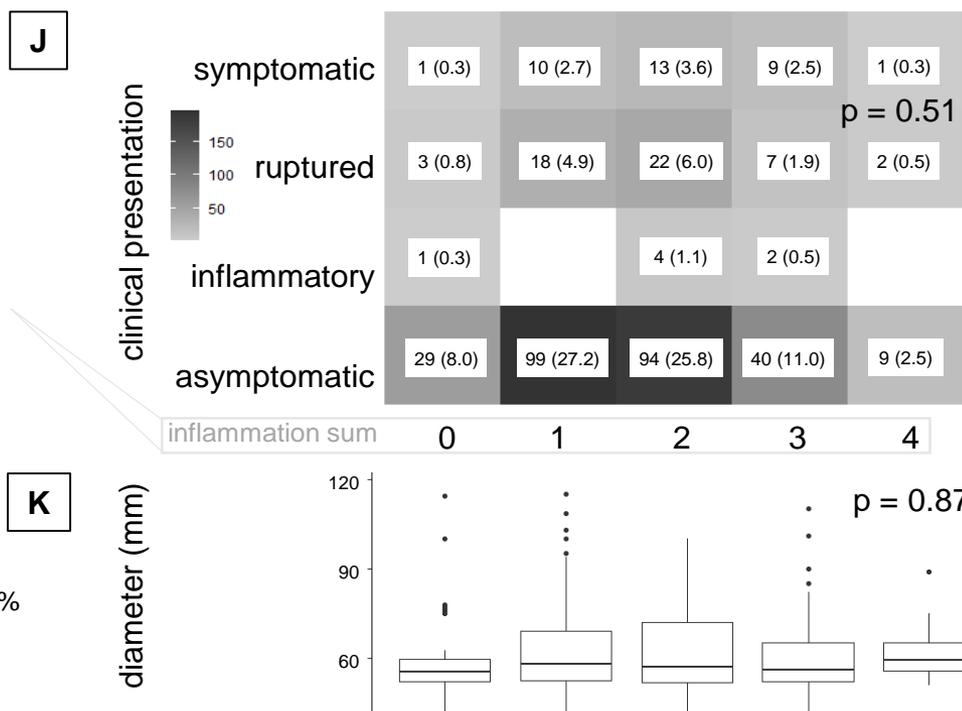 J
clinical presentation
symptomatic 1 (0.3) 10 (2.7) 13 (3.6) 9 (2.5) 1 (0.3)
p = 0.51
150
100
50
ruptured 3 (0.8) 18 (4.9) 22 (6.0) 7 (1.9) 2 (0.5)
inflammatory 1 (0.3) 4 (1.1) 2 (0.5)
asymptomatic 29 (8.0) 99 (27.2) 94 (25.8) 40 (11.0) 9 (2.5)
inflammation sum 0 1 2 3 4
K
diameter (mm)
120
90
60
p = 0.87
%